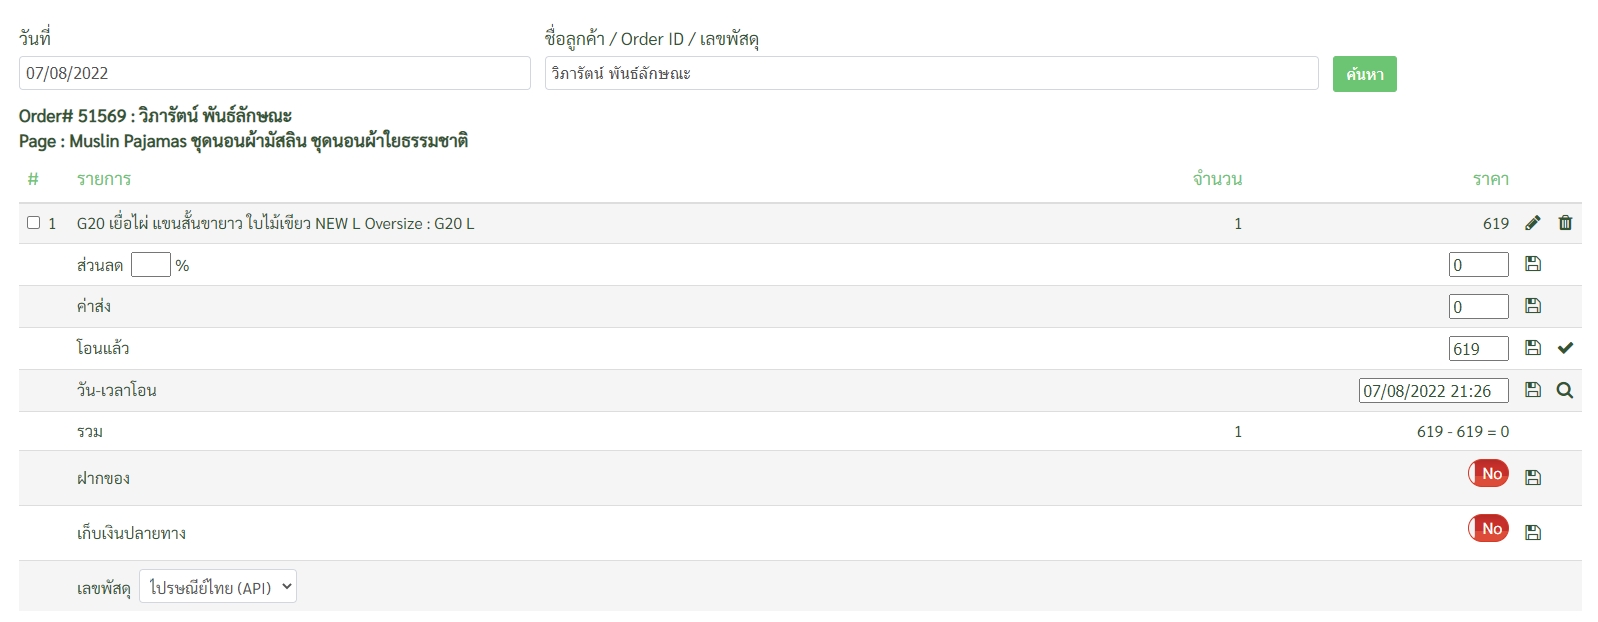 วันที่ ชื่อลูกค้า / Order ID / เลขพัสดุ
07/08/2022 วิภารัตน์ พันธ์ลักษณะ ค้นหา
Order# 51569 : วิภารัตน์ พันธ์ลักษณะ
Page : Muslin Pajamas ชุดนอนผ้ามัสลิน ชุดนอนผ้าใยธรรมชาติ
# รายการ จำนวน ราคา
1 G20 เยื่อไผ่ แขนสั้นขายาว ใบไม้เขียว NEW L Oversize : G20 L 1 619
ส่วนลด % 0
ค่าส่ง 0
โอนแล้ว 619
วัน-เวลาโอน 07/08/2022 21:26
รวม 1 619 - 619 = 0
ฝากของ No
เก็บเงินปลายทาง No
เลขพัสดุ ไปรษณีย์ไทย (API)